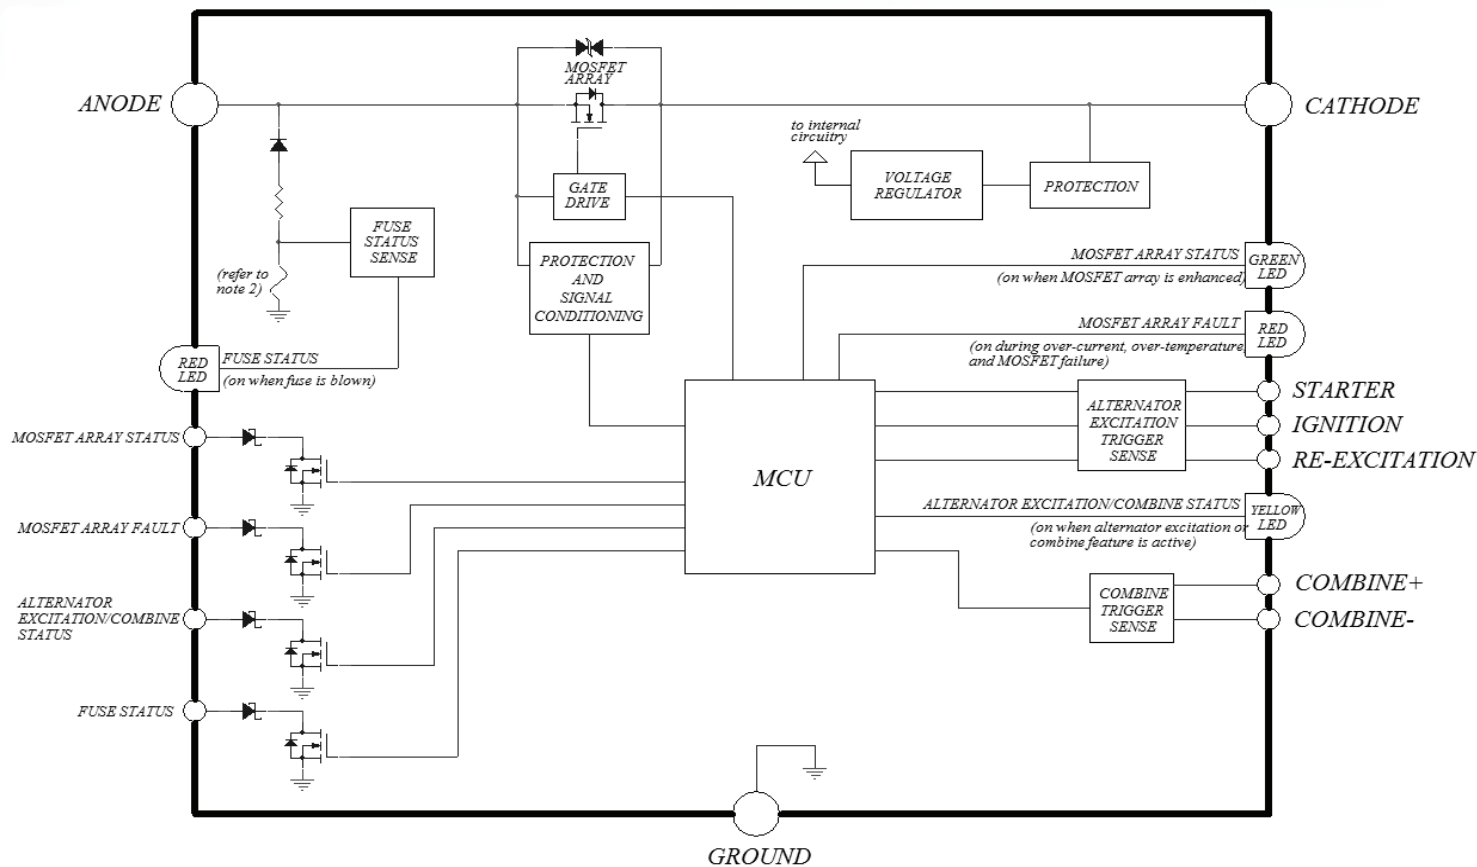 MOSFET
ARRAY
ANODE
CATHODE
to internal
circuitry
VOLTAGE
REGULATOR
PROTECTION
GATE
DRIVE
FUSE
STATUS
SENSE
(refer to
note 2)
PROTECTION
AND
SIGNAL
CONDITIONING
MOSFET ARRAY STATUS
(on when MOSFET array is enhanced)
GREEN
LED
MOSFET ARRAY FAULT
(on during over-current, over-temperature,
and MOSFET failure)
RED
LED
RED
LED
FUSE STATUS
(on when fuse is blown)
STARTER
IGNITION
RE-EXCITATION
ALTERNATOR
EXCITATION
TRIGGER
SENSE
MOSFET ARRAY STATUS
MCU
ALTERNATOR EXCITATION/COMBINE STATUS
(on when alternator excitation or
combine feature is active)
YELLOW
LED
MOSFET ARRAY FAULT
COMBINE
TRIGGER
SENSE
COMBINE+
COMBINE-
ALTERNATOR
EXCITATION/COMBINE
STATUS
FUSE STATUS
GROUND